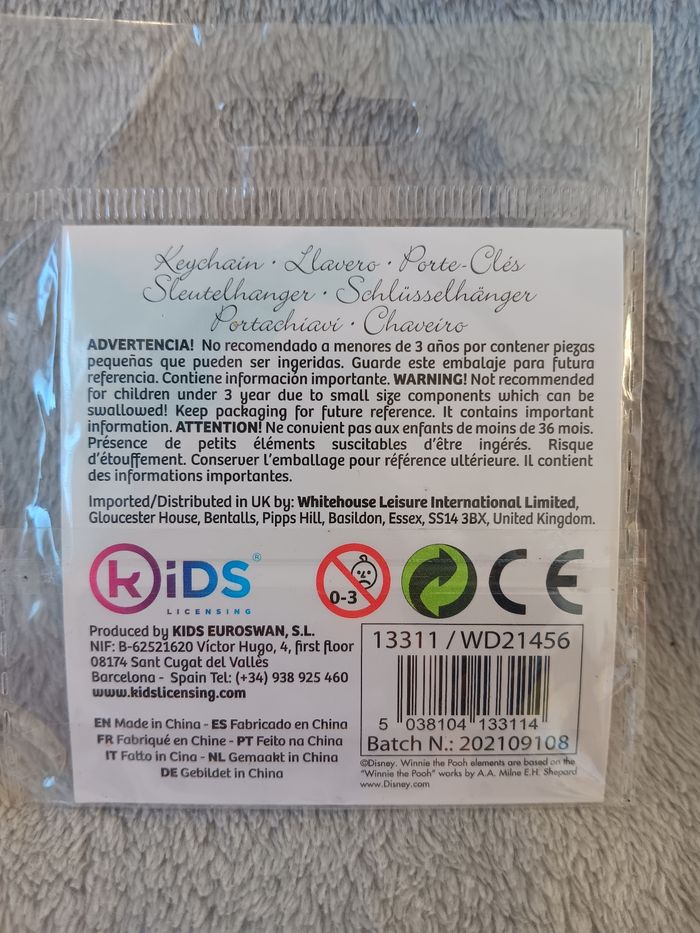 Keychain · Llavero · Porte-Clés
Sleutelhanger · Schlüsselhänger
Portachiavi · Chaveiro
ADVERTENCIA! No recomendado a menores de 3 años por contener piezas
pequeñas que pueden ser ingeridas. Guarde este embalaje para futura
referencia. Contiene información importante. WARNING! Not recommended
for children under 3 year due to small size components which can be
swallowed! Keep packaging for future reference. It contains important
information. ATTENTION! Ne convient pas aux enfants de moins de 36 mois.
Présence de petits éléments suscitables d'être ingérés. Risque
d'étouffement. Conserver l'emballage pour référence ultérieure. Il contient
des informations importantes.
Imported/Distributed in UK by: Whitehouse Leisure International Limited,
Gloucester House, Bentalls, Pipps Hill, Basildon, Essex, SS14 3BX, United Kingdom.
KiDS®
LICENSING
0-3
CE
Produced by KIDS EUROSWAN, S.L.
NIF: B-62521620 Víctor Hugo, 4, first floor
08174 Sant Cugat del Vallès
Barcelona - Spain Tel: (+34) 938 925 460
www.kidslicensing.com
13311 / WD21456
5 038104 133114
Batch N.: 202109108
EN Made in China - ES Fabricado en China
FR Fabriqué en Chine - PT Feito na China
IT Fatto in Cina - NL Gemaakt in China
DE Gebildet in China
©Disney. Winnie the Pooh elements are based on the
"Winnie the Pooh" works by A.A. Milne E.H. Shepard
www.Disney.com